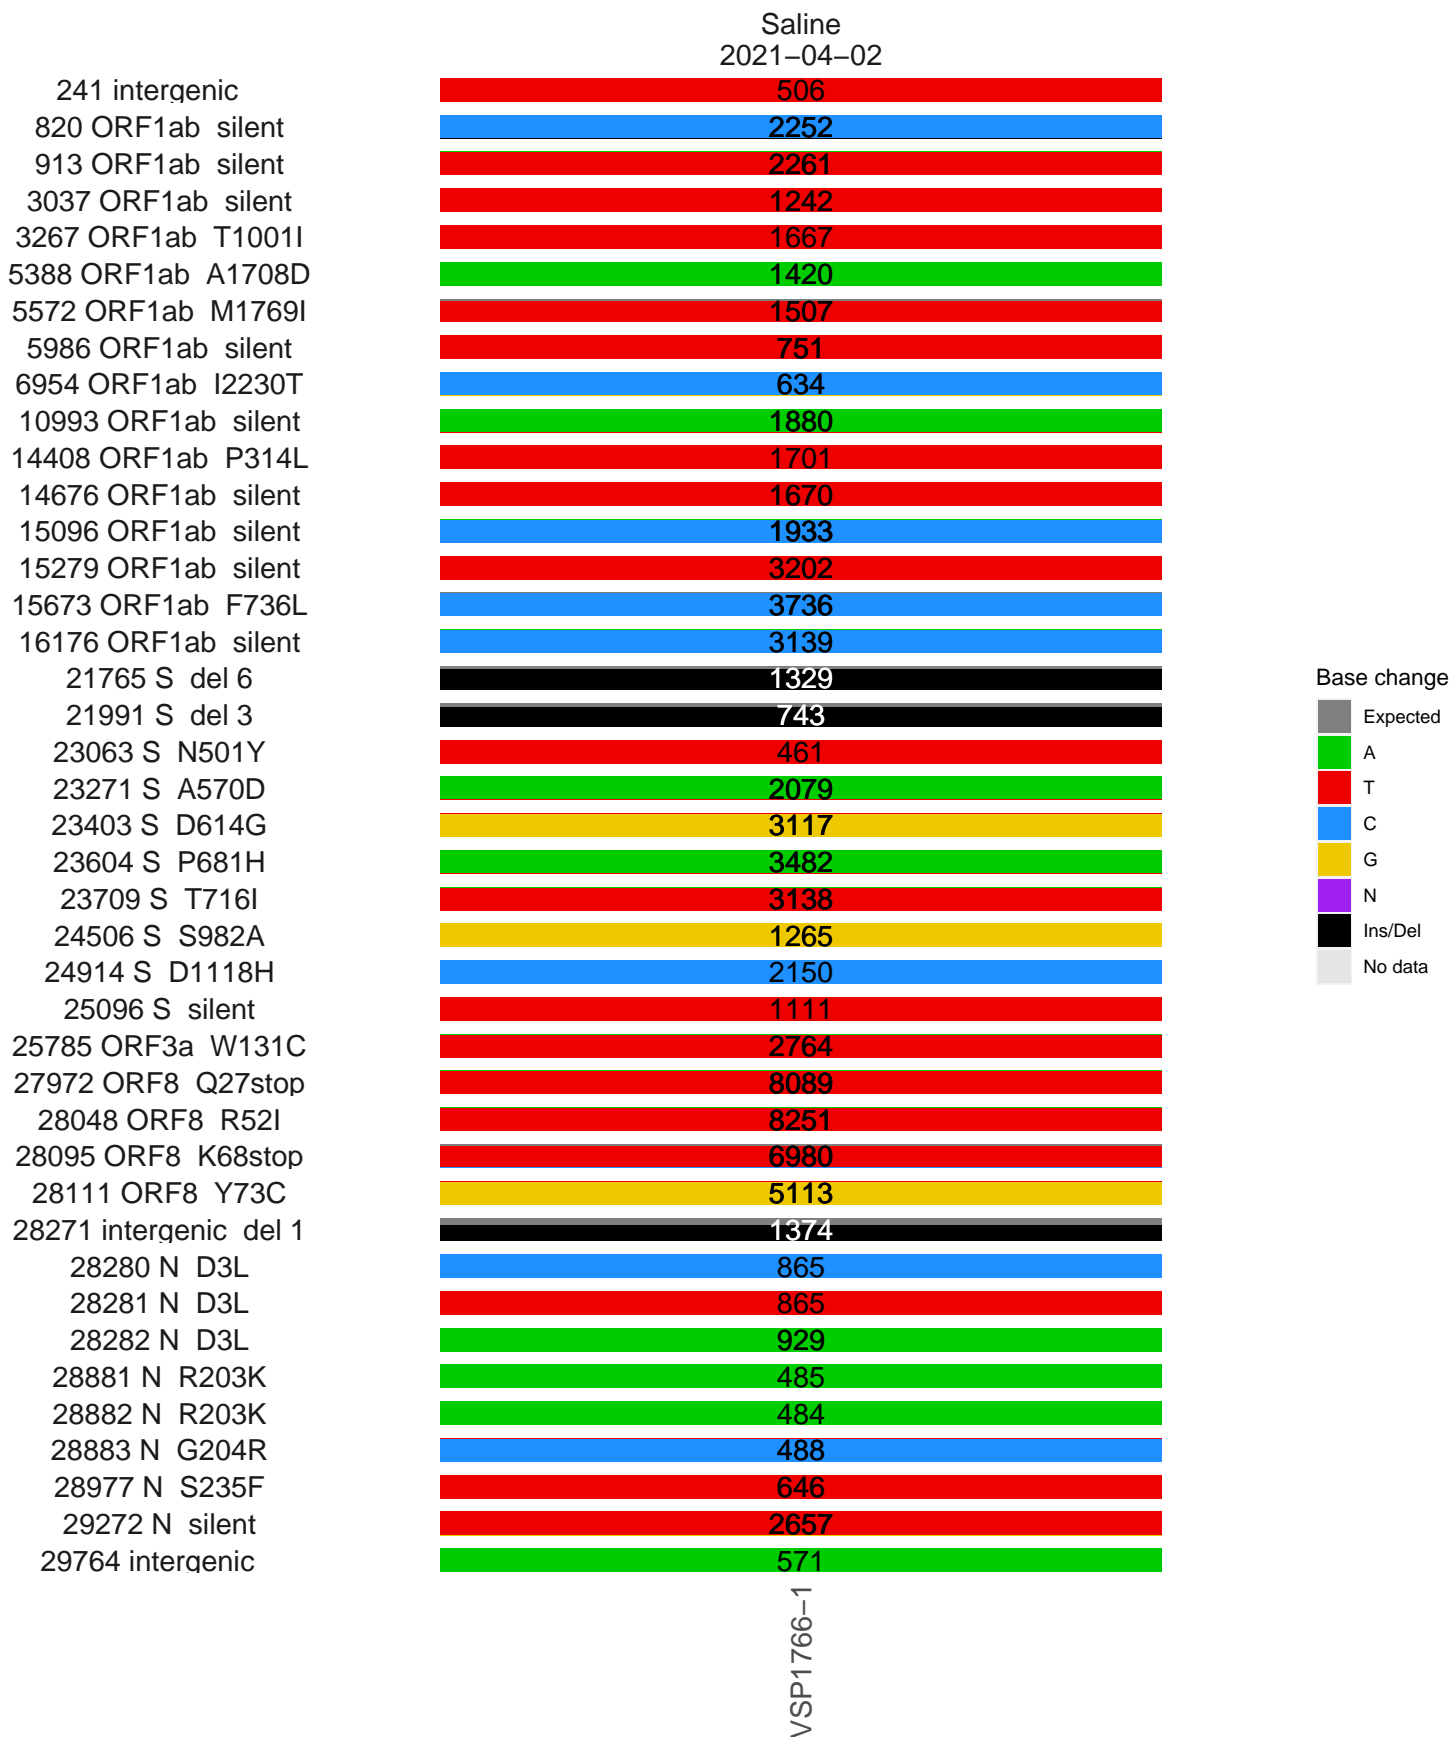 Saline
2021−04−02
241 intergenic 506
820 ORF1ab silent 2252
913 ORF1ab silent 2261
3037 ORF1ab silent 1242
3267 ORF1ab T1001I 1667
5388 ORF1ab A1708D 1420
5572 ORF1ab M1769I 1507
5986 ORF1ab silent 751
6954 ORF1ab I2230T 634
10993 ORF1ab silent 1880
14408 ORF1ab P314L 1701
14676 ORF1ab silent 1670
15096 ORF1ab silent 1933
15279 ORF1ab silent 3202
15673 ORF1ab F736L 3736
16176 ORF1ab silent 3139
21765 S del 6 1329
21991 S del 3 743
23063 S N501Y 461
23271 S A570D 2079
23403 S D614G 3117
23604 S P681H 3482
23709 S T716I 3138
24506 S S982A 1265
24914 S D1118H 2150
25096 S silent 1111
25785 ORF3a W131C 2764
27972 ORF8 Q27stop 8089
28048 ORF8 R52I 8251
28095 ORF8 K68stop 6980
28111 ORF8 Y73C 5113
28271 intergenic del 1 1374
28280 N D3L 865
28281 N D3L 865
28282 N D3L 929
28881 N R203K 485
28882 N R203K 484
28883 N G204R 488
28977 N S235F 646
29272 N silent 2657
29764 intergenic 571
VSP1766−1
Base change
Expected
A
T
C
G
N
Ins/Del
No data